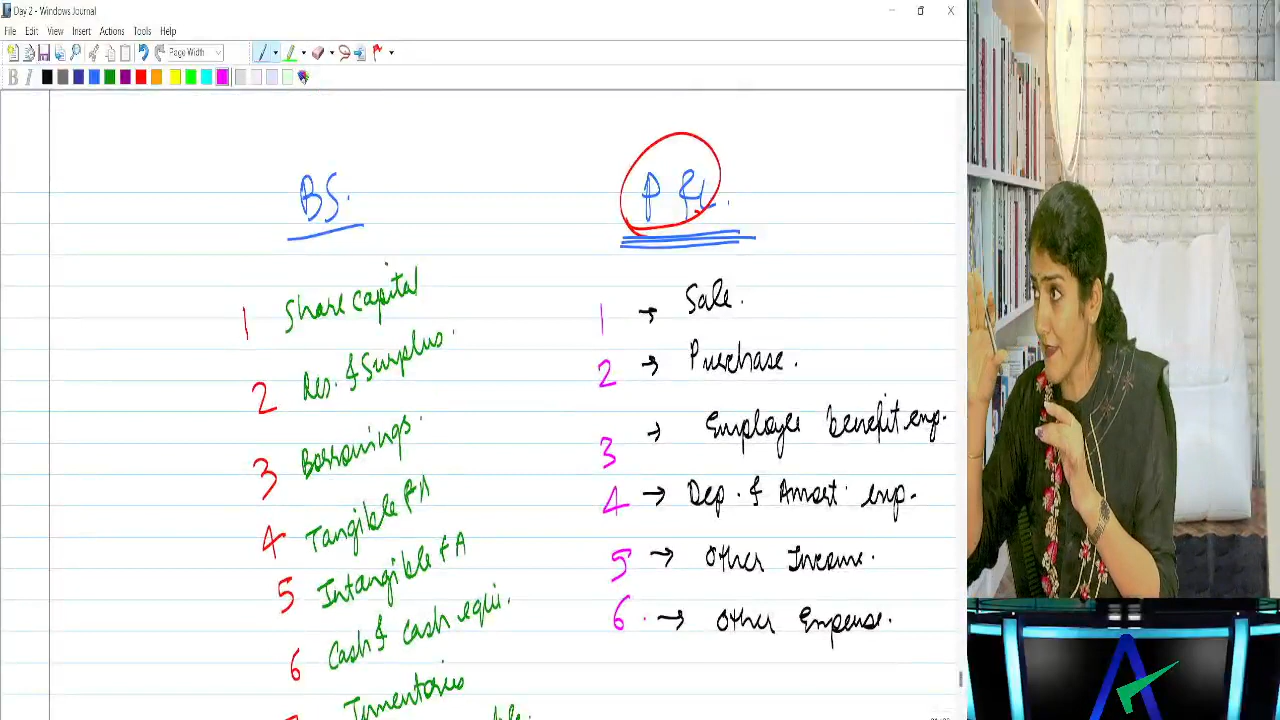 Day 2 - Windows Journal
File Edit View Insert Actions Tools Help
Page Width
B I
BS.
1 Share capital
2 Res. & Surplus.
3 Borrowings.
4 Tangible FA
5 Intangible FA
6 Cash & Cash equi.
Inventories
P & L.
1 → Sale.
2 → Purchase.
3 → Employee benefit exp.
4 → Dep. & Amort. exp.
5 → Other Income.
6 → Other Expense.